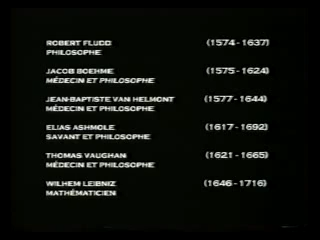 ROBERT FLUDD (1574-1637)
PHILOSOPHE
JACOB BOEHME (1575-1624)
MÉDECIN ET PHILOSOPHE
JEAN-BAPTISTE VAN HELMONT (1577-1644)
MÉDECIN ET PHILOSOPHE
ELIAS ASHMOLE (1617-1692)
SAVANT ET PHILOSOPHE
THOMAS VAUGHAN (1621-1665)
MÉDECIN ET PHILOSOPHE
WILHEM LEIBNIZ (1646-1716)
MATHÉMATICIEN